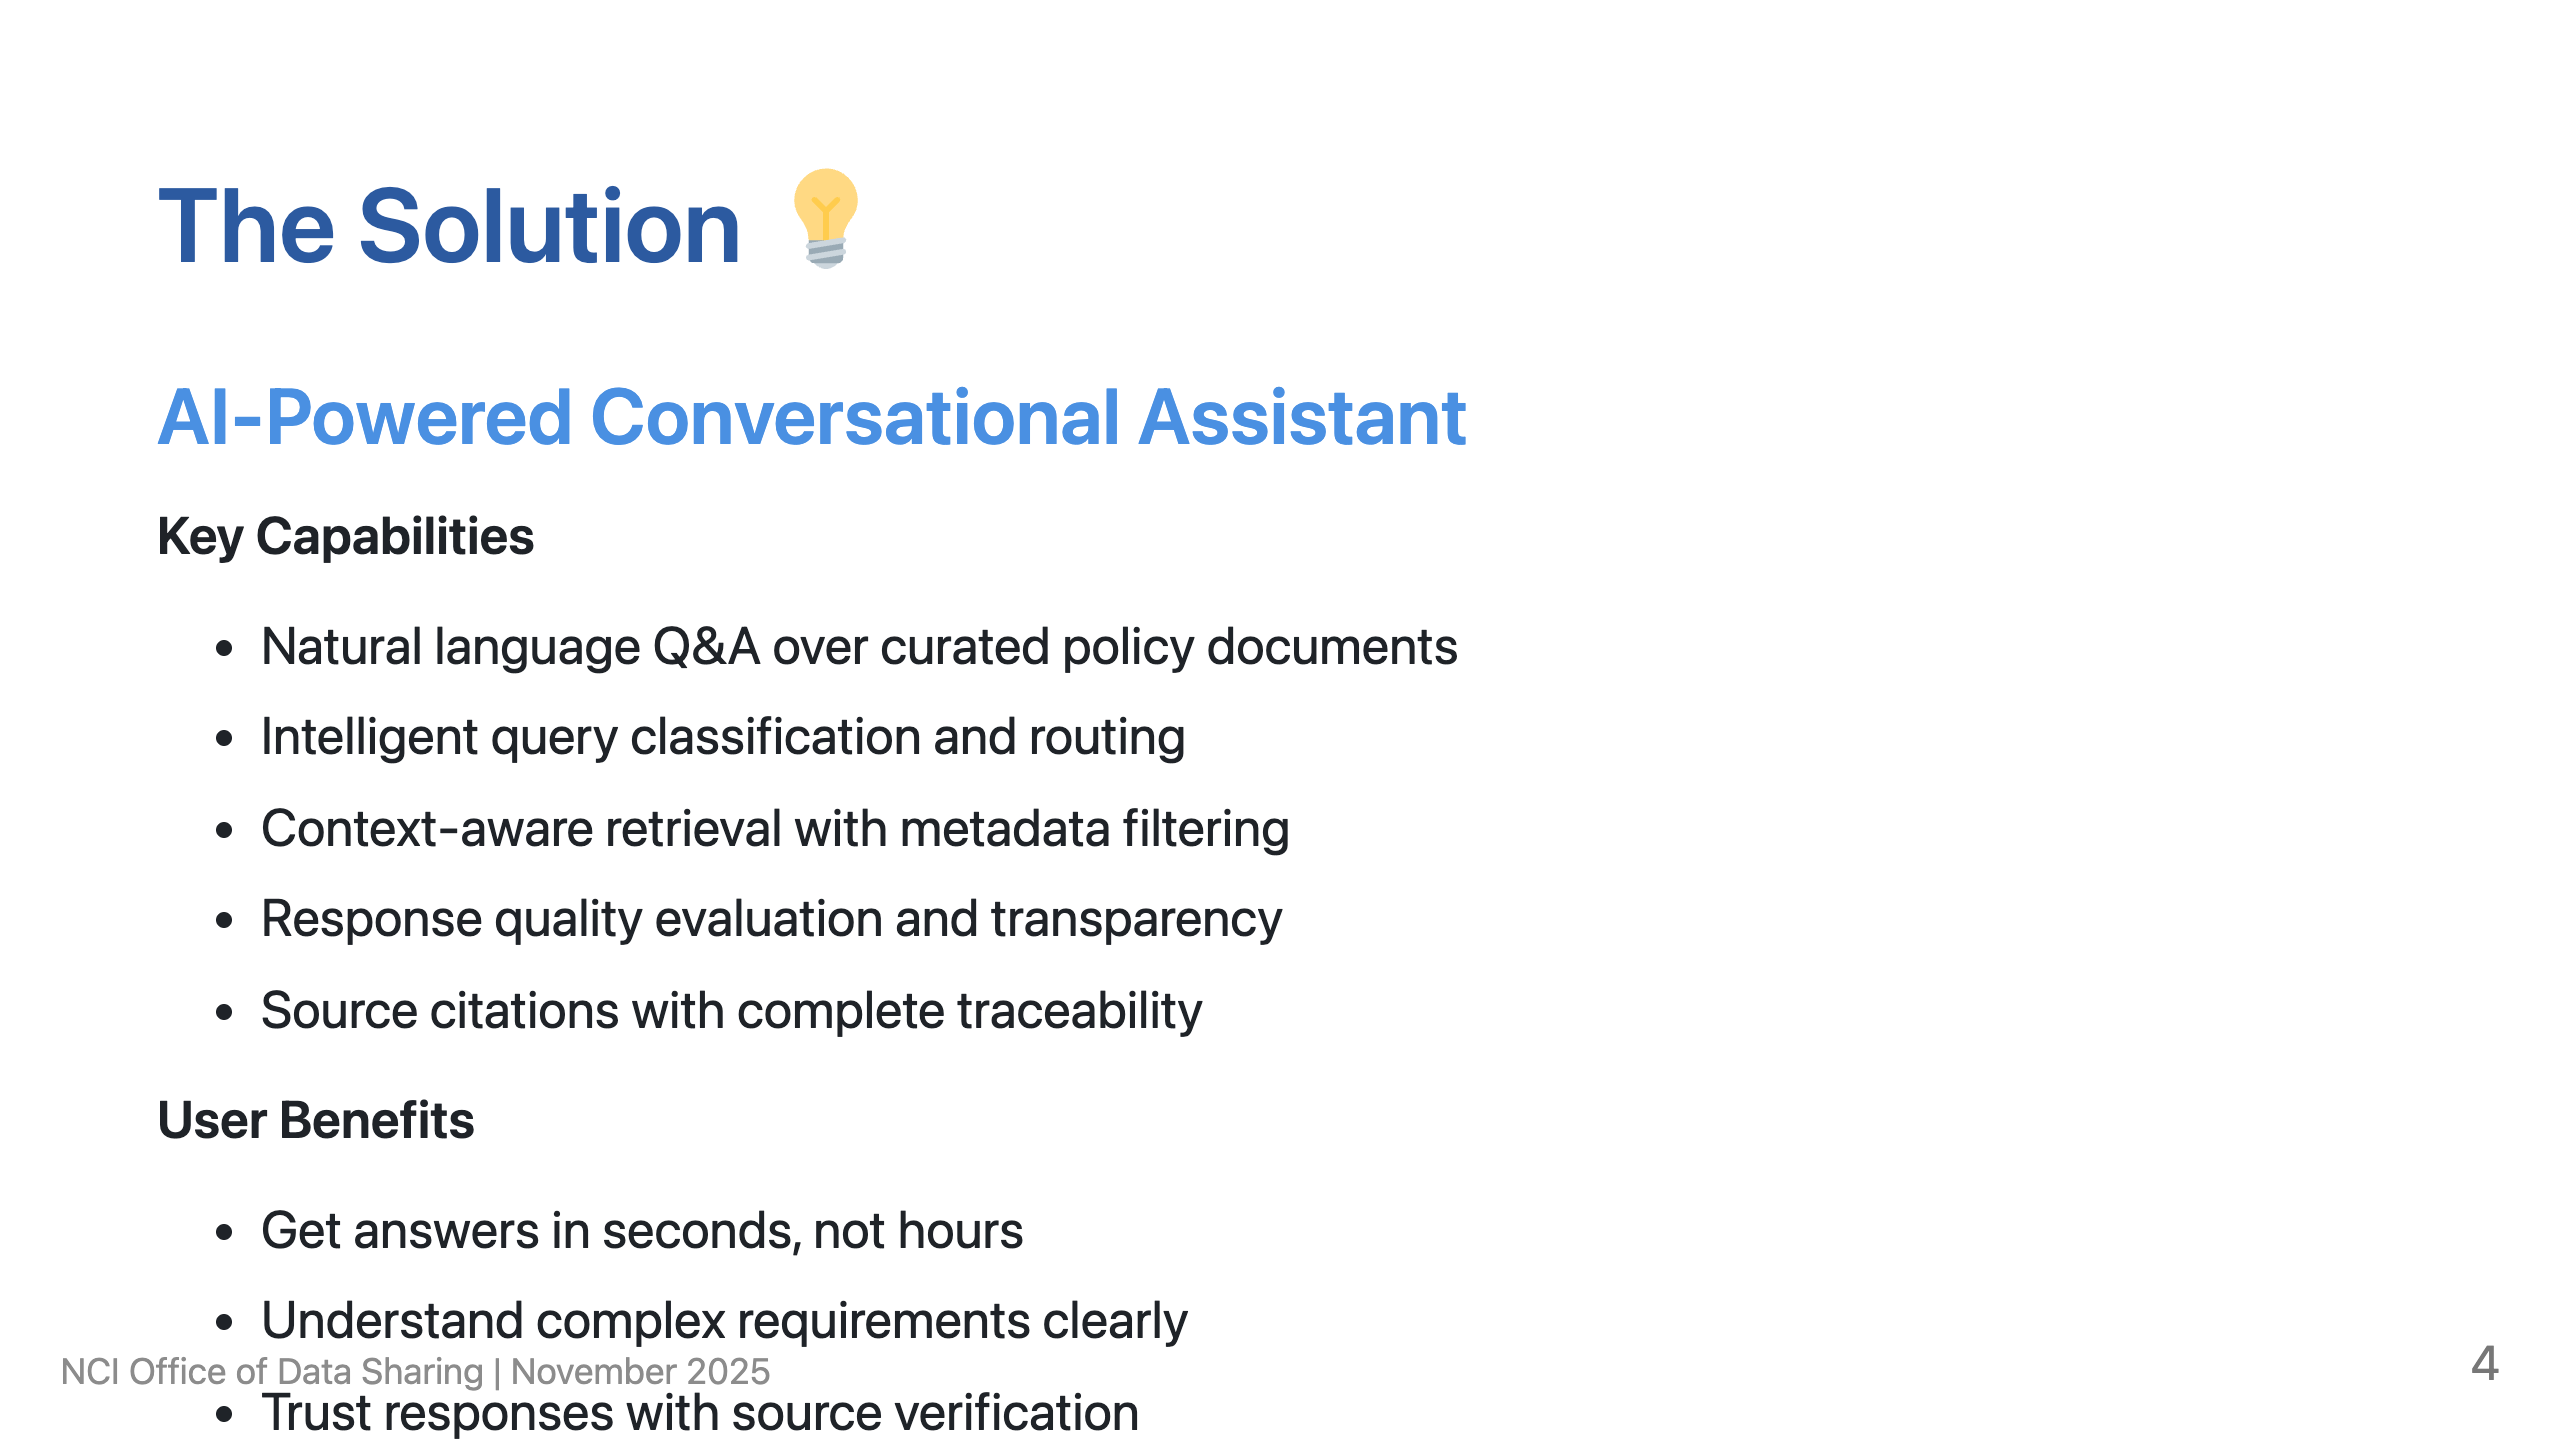 The Solution 💡
AI-Powered Conversational Assistant
Key Capabilities
• Natural language Q&A over curated policy documents
• Intelligent query classification and routing
• Context-aware retrieval with metadata filtering
• Response quality evaluation and transparency
• Source citations with complete traceability
User Benefits
• Get answers in seconds, not hours
• Understand complex requirements clearly
NCI Office of Data Sharing | November 2025
4
• Trust responses with source verification